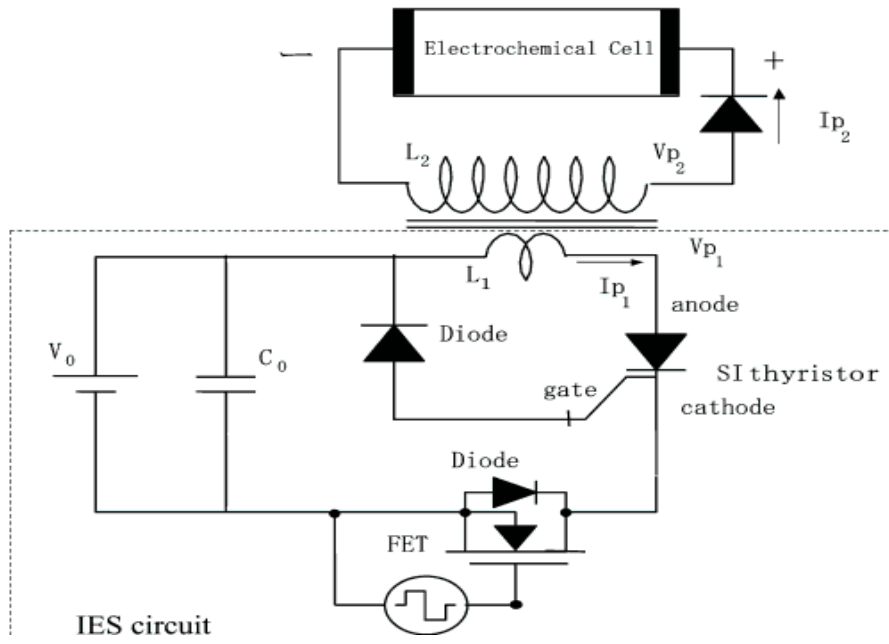 — Electrochemical Cell +
Ip2
L2 Vp2
Vp1
L1 Ip1
anode
Diode
V0 C0
SI thyristor
gate
cathode
Diode
FET
IES circuit